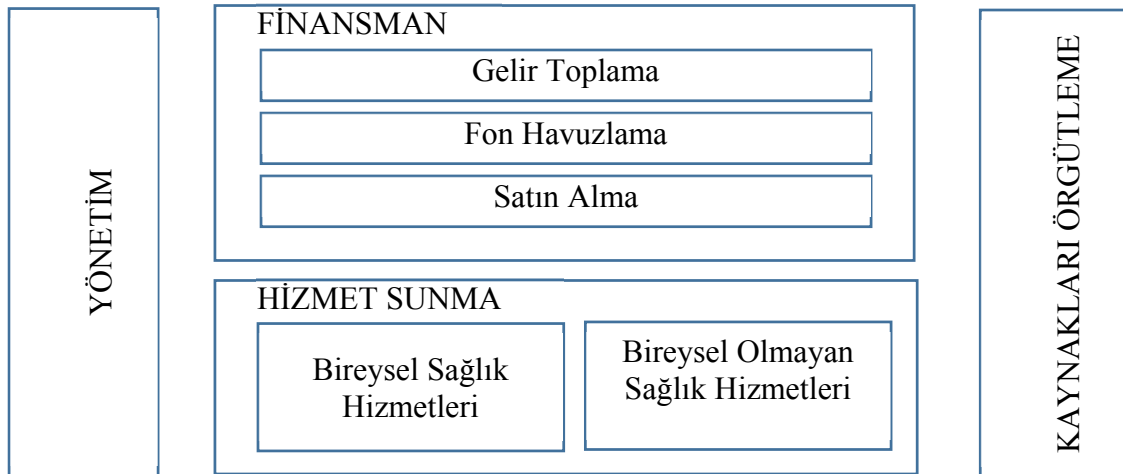 YÖNETİM
FİNANSMAN
Gelir Toplama
Fon Havuzlama
Satın Alma
HİZMET SUNMA
Bireysel Sağlık
Hizmetleri
Bireysel Olmayan
Sağlık Hizmetleri
KAYNAKLARI ÖRGÜTLEME